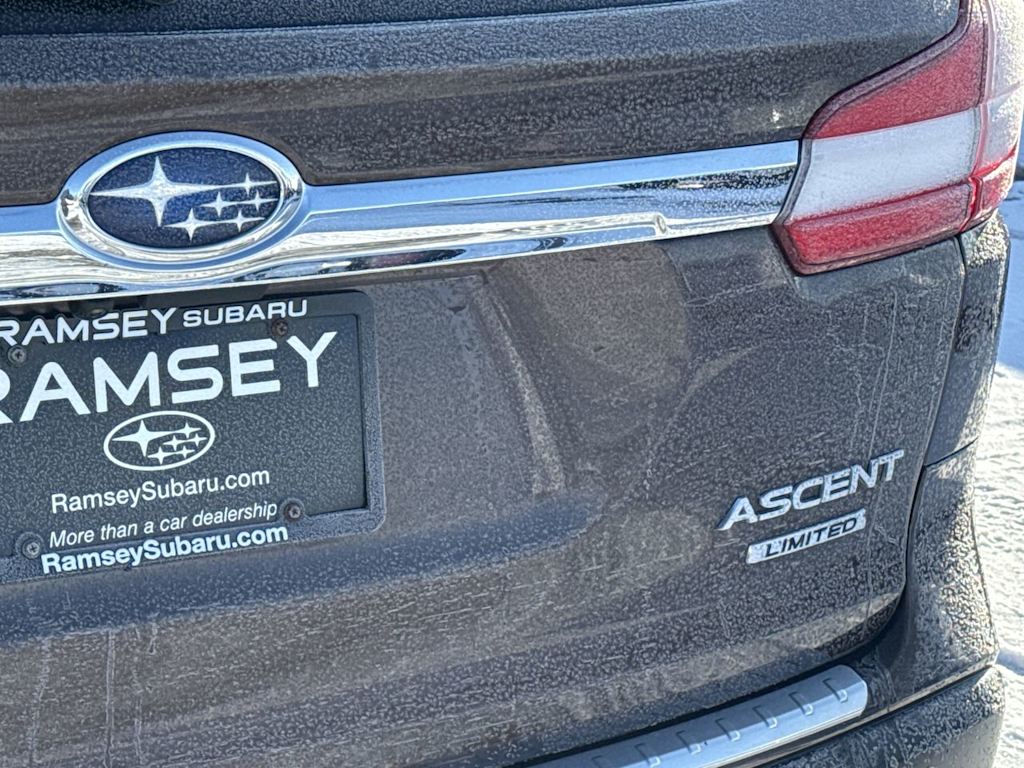 RAMSEY SUBARU
RAMSEY
RamseySubaru.com
More than a car dealership
RamseySubaru.com
ASCENT
LIMITED